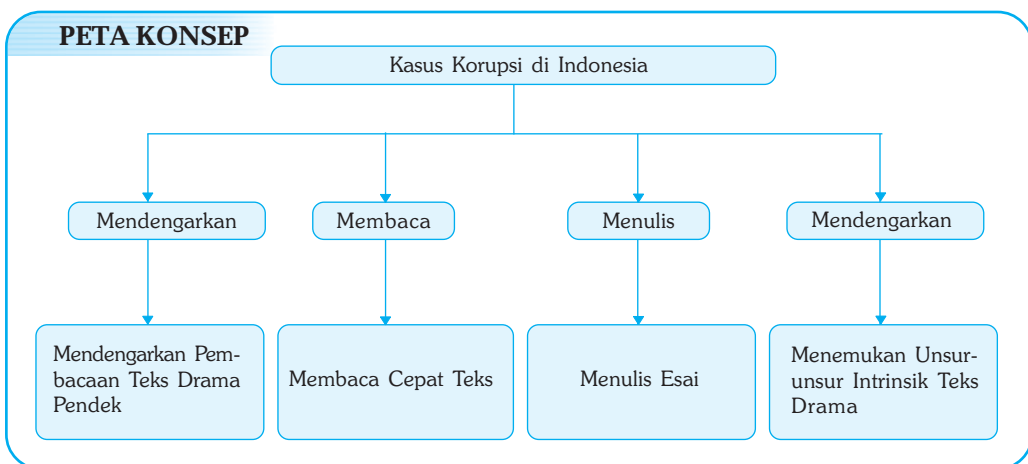 PETA KONSEP
Kasus Korupsi di Indonesia
Mendengarkan
Membaca
Menulis
Mendengarkan
Mendengarkan Pem-
bacaan Teks Drama
Pendek
Membaca Cepat Teks
Menulis Esai
Menemukan Unsur-
unsur Intrinsik Teks
Drama